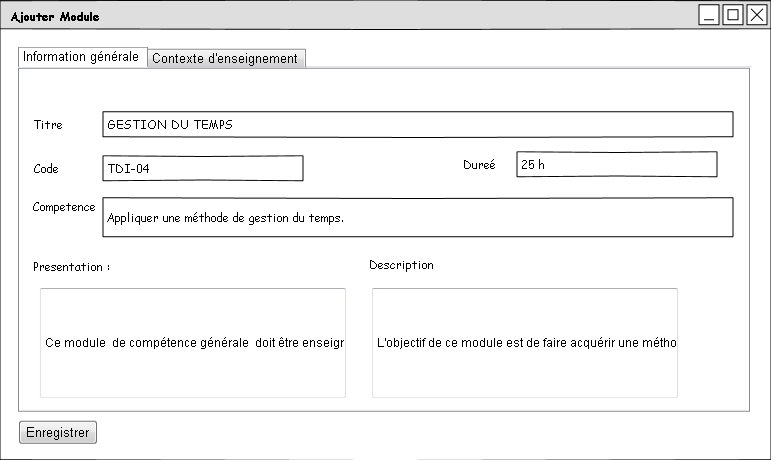 Ajouter Module
Information générale
Contexte d'enseignement
Titre
GESTION DU TEMPS
Code
TDI-04
Dureé
25 h
Competence
Appliquer une méthode de gestion du temps.
Presentation :
Description
Ce module de compétence générale doit être enseigr
L'objectif de ce module est de faire acquérir une métho
Enregistrer